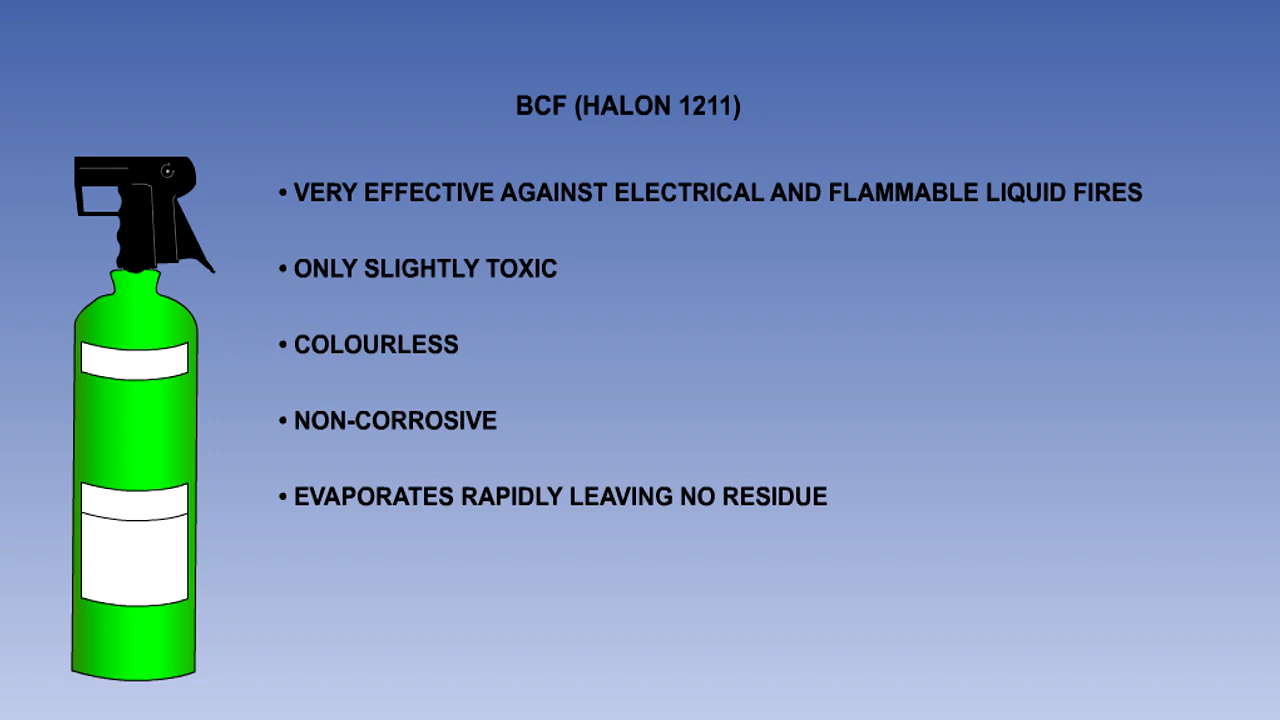 BCF (HALON 1211)
• VERY EFFECTIVE AGAINST ELECTRICAL AND FLAMMABLE LIQUID FIRES
• ONLY SLIGHTLY TOXIC
• COLOURLESS
• NON-CORROSIVE
• EVAPORATES RAPIDLY LEAVING NO RESIDUE